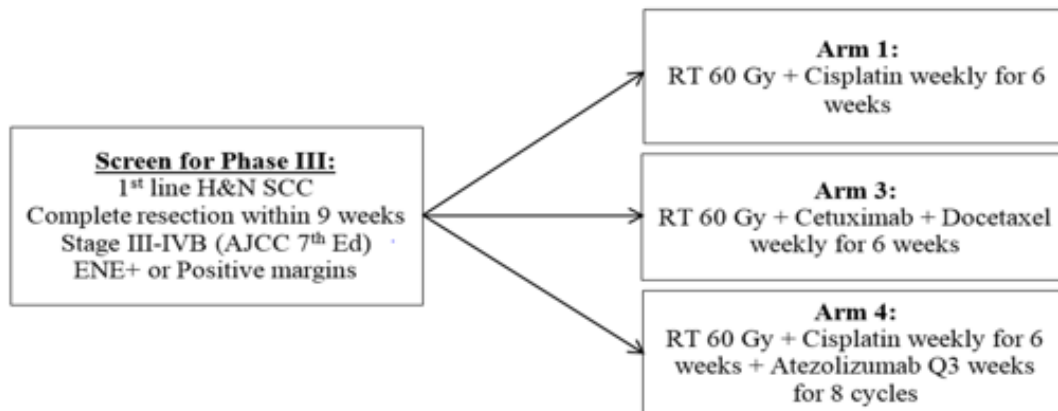 Screen for Phase III:
1st line H&N SCC
Complete resection within 9 weeks
Stage III-IVB (AJCC 7th Ed)
ENE+ or Positive margins
Arm 1:
RT 60 Gy + Cisplatin weekly for 6
weeks
Arm 3:
RT 60 Gy + Cetuximab + Docetaxel
weekly for 6 weeks
Arm 4:
RT 60 Gy + Cisplatin weekly for 6
weeks + Atezolizumab Q3 weeks
for 8 cycles